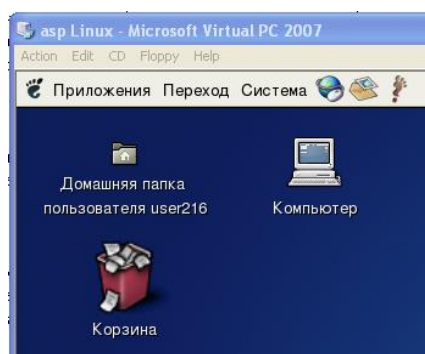 asp Linux - Microsoft Virtual PC 2007
Action Edit CD Floppy Help
Приложения Переход Система
Домашняя папка
пользователя user216
Компьютер
Корзина